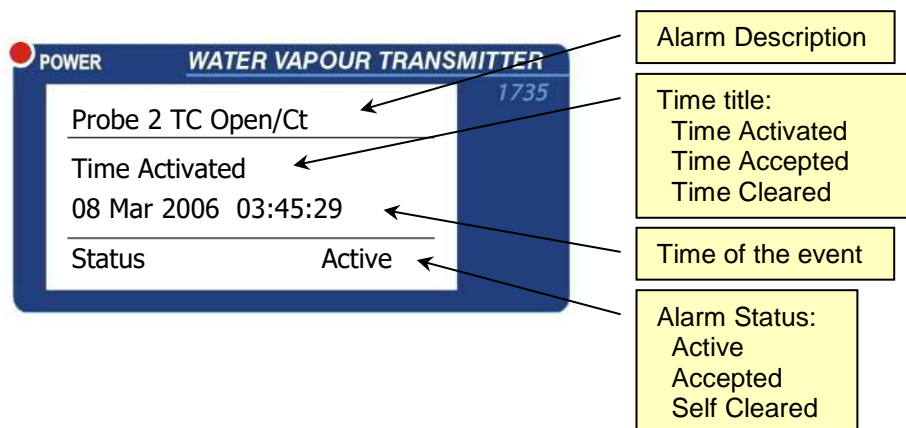 POWER WATER VAPOUR TRANSMITTER
1735
Probe 2 TC Open/Ct
Time Activated
08 Mar 2006 03:45:29
Status Active
Alarm Description
Time title:
Time Activated
Time Accepted
Time Cleared
Time of the event
Alarm Status:
Active
Accepted
Self Cleared